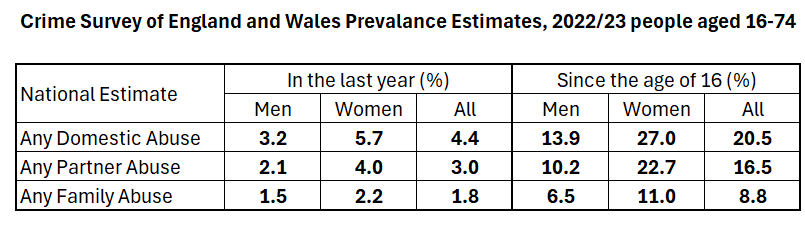 Crime Survey of England and Wales Prevalance Estimates, 2022/23 people aged 16-74
National Estimate In the last year (%) Since the age of 16 (%)
Men Women All Men Women All
Any Domestic Abuse 3.2 5.7 4.4 13.9 27.0 20.5
Any Partner Abuse 2.1 4.0 3.0 10.2 22.7 16.5
Any Family Abuse 1.5 2.2 1.8 6.5 11.0 8.8